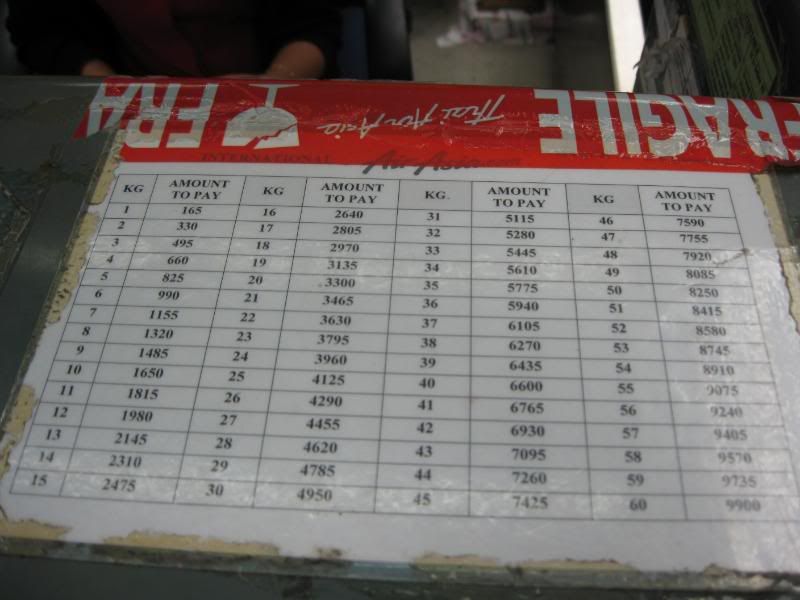 FRA FRA Thai Air Asia FRAGILE FRAGILE
INTERNATIONAL Air Asia
KG AMOUNT TO PAY KG AMOUNT TO PAY KG. AMOUNT TO PAY KG AMOUNT TO PAY
1 165 16 2640 31 5115 46 7590
2 330 17 2805 32 5280 47 7755
3 495 18 2970 33 5445 48 7920
4 660 19 3135 34 5610 49 8085
5 825 20 3300 35 5775 50 8250
6 990 21 3465 36 5940 51 8415
7 1155 22 3630 37 6105 52 8580
8 1320 23 3795 38 6270 53 8745
9 1485 24 3960 39 6435 54 8910
10 1650 25 4125 40 6600 55 9075
11 1815 26 4290 41 6765 56 9240
12 1980 27 4455 42 6930 57 9405
13 2145 28 4620 43 7095 58 9570
14 2310 29 4785 44 7260 59 9735
15 2475 30 4950 45 7425 60 9900